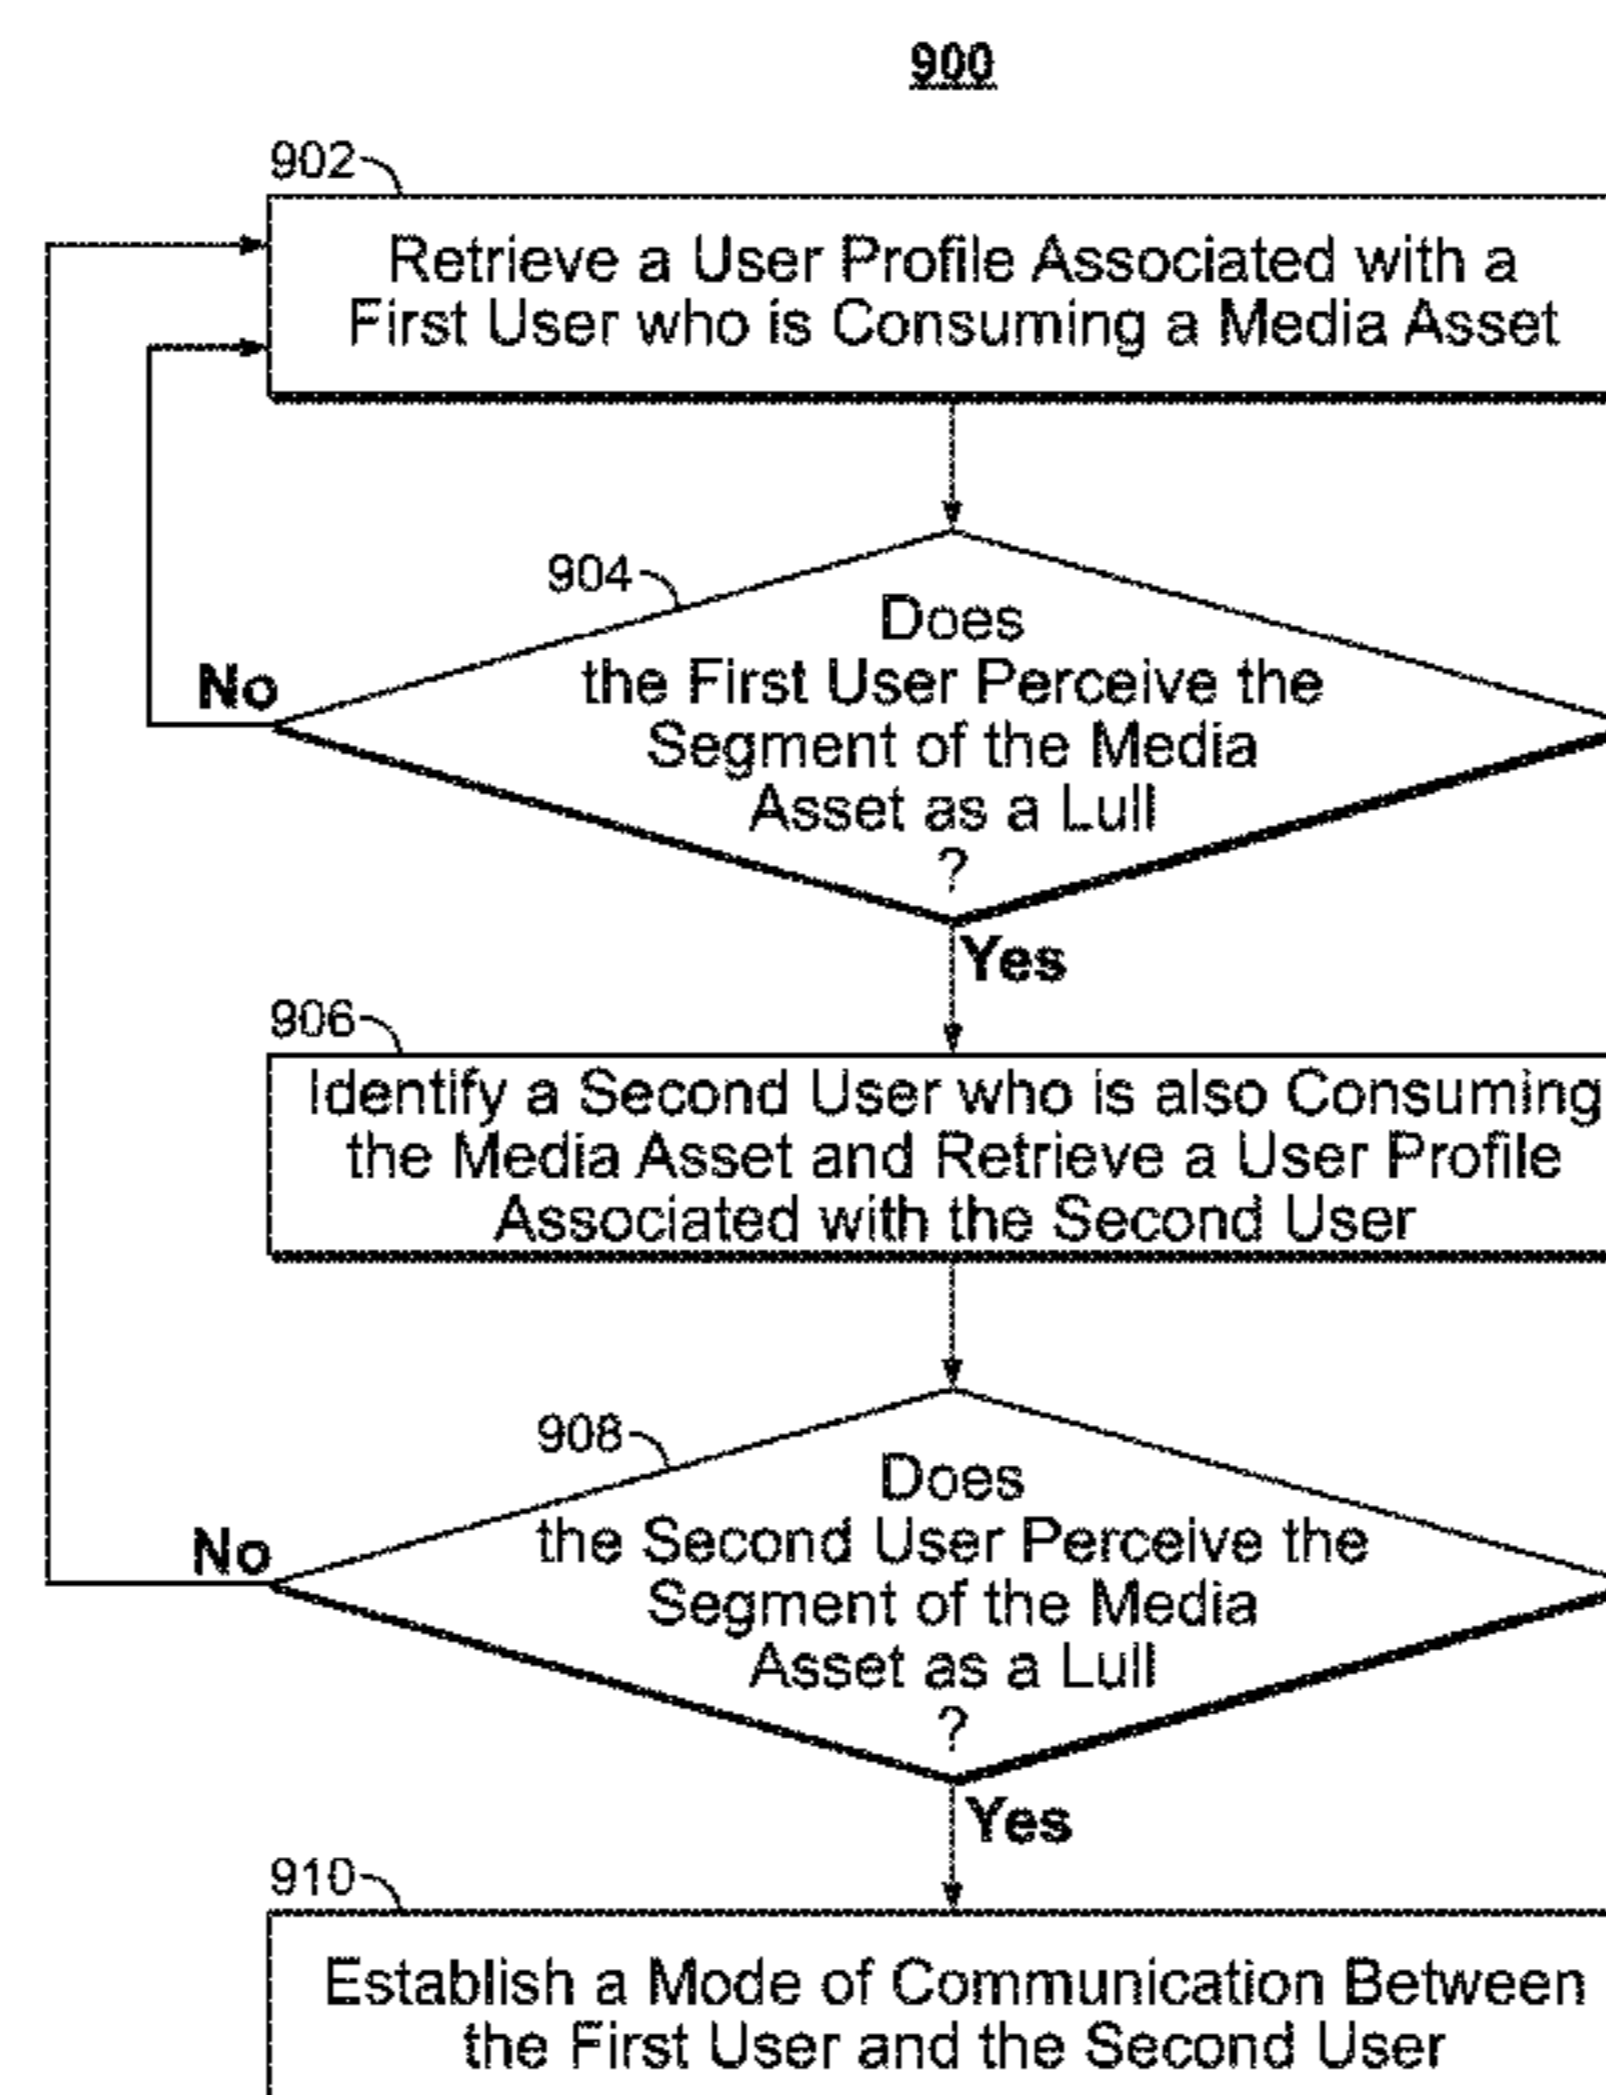 900
902
Retrieve a User Profile Associated with a
First User who is Consuming a Media Asset
904
Does
the First User Perceive the
Segment of the Media
Asset as a Lull
?
No
Yes
906
Identify a Second User who is also Consuming
the Media Asset and Retrieve a User Profile
Associated with the Second User
908
Does
the Second User Perceive the
Segment of the Media
Asset as a Lull
?
No
Yes
910
Establish a Mode of Communication Between
the First User and the Second User